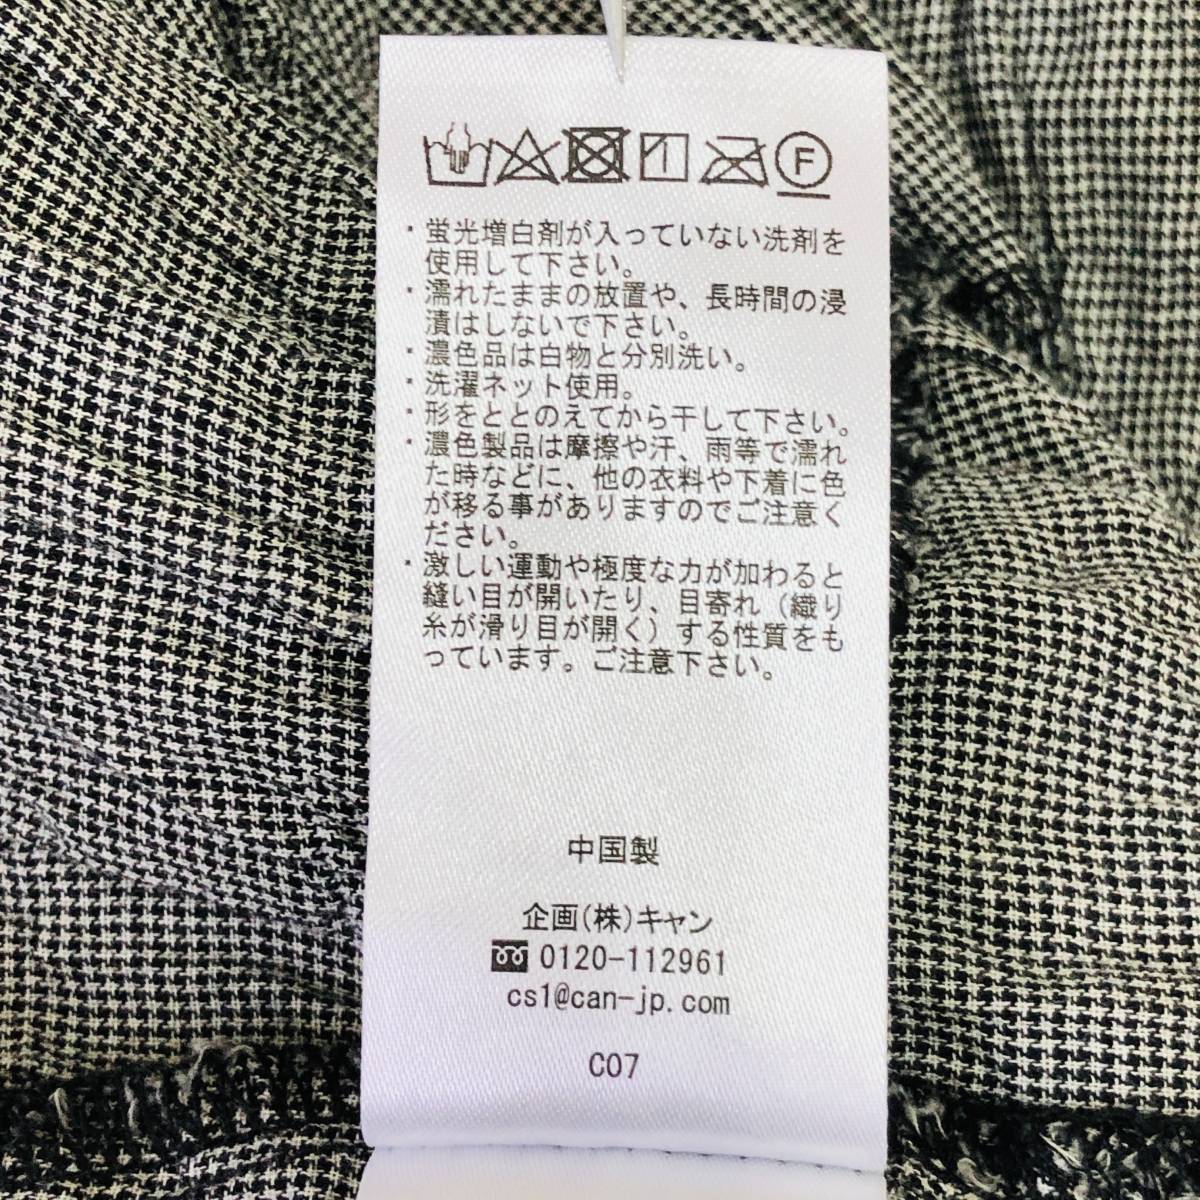 F
・蛍光増白剤が入っていない洗剤を
使用して下さい。
・濡れたままの放置や、長時間の浸
漬はしないで下さい。
・濃色品は白物と分別洗い。
・洗濯ネット使用。
・形をととのえてから干して下さい。
・濃色製品は摩擦や汗、雨等で濡れ
た時などに、他の衣料や下着に色
が移る事がありますのでご注意く
ださい。
・激しい運動や極度な力が加わると
縫い目が開いたり、目寄れ（織り
糸が滑り目が開く）する性質をも
っています。ご注意下さい。
中国製
企画(株)キャン
0120-112961
cs1@can-jp.com
C07